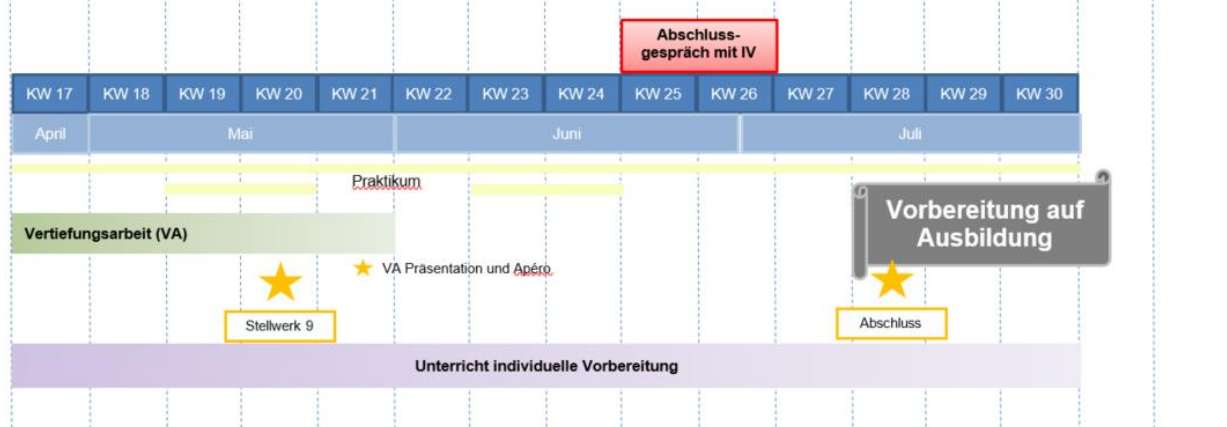 Abschluss-
gespräch mit IV
KW 17 KW 18 KW 19 KW 20 KW 21 KW 22 KW 23 KW 24 KW 25 KW 26 KW 27 KW 28 KW 29 KW 30
April Mai Juni Juli
Praktikum
Vorbereitung auf
Ausbildung
Vertiefungsarbeit (VA)
VA Präsentation und Apéro
Stellwerk 9
Abschluss
Unterricht individuelle Vorbereitung